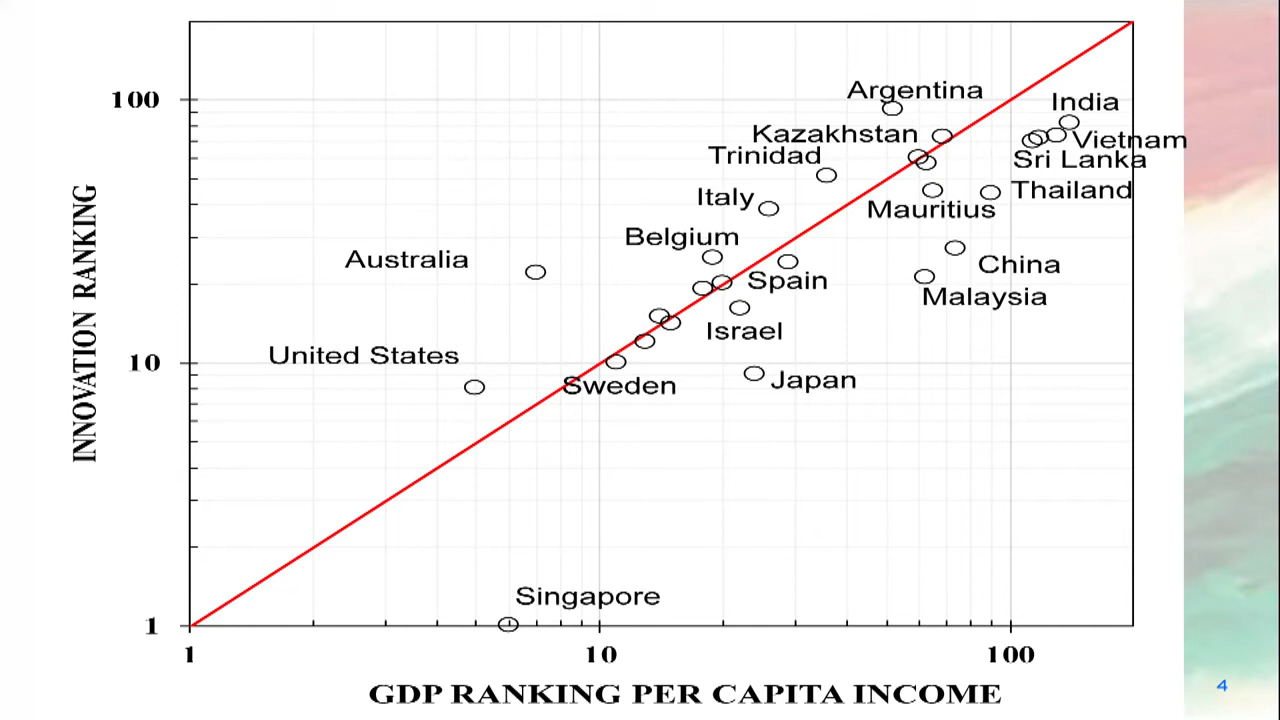 Argentina
100
India
Kazakhstan
Vietnam
Trinidad
Sri Lanka
Thailand
Italy
Mauritius
Belgium
Australia
China
Spain
Malaysia
Israel
United States
10
Sweden
Japan
INNOVATION RANKING
Singapore
1
1
10
100
GDP RANKING PER CAPITA INCOME
4